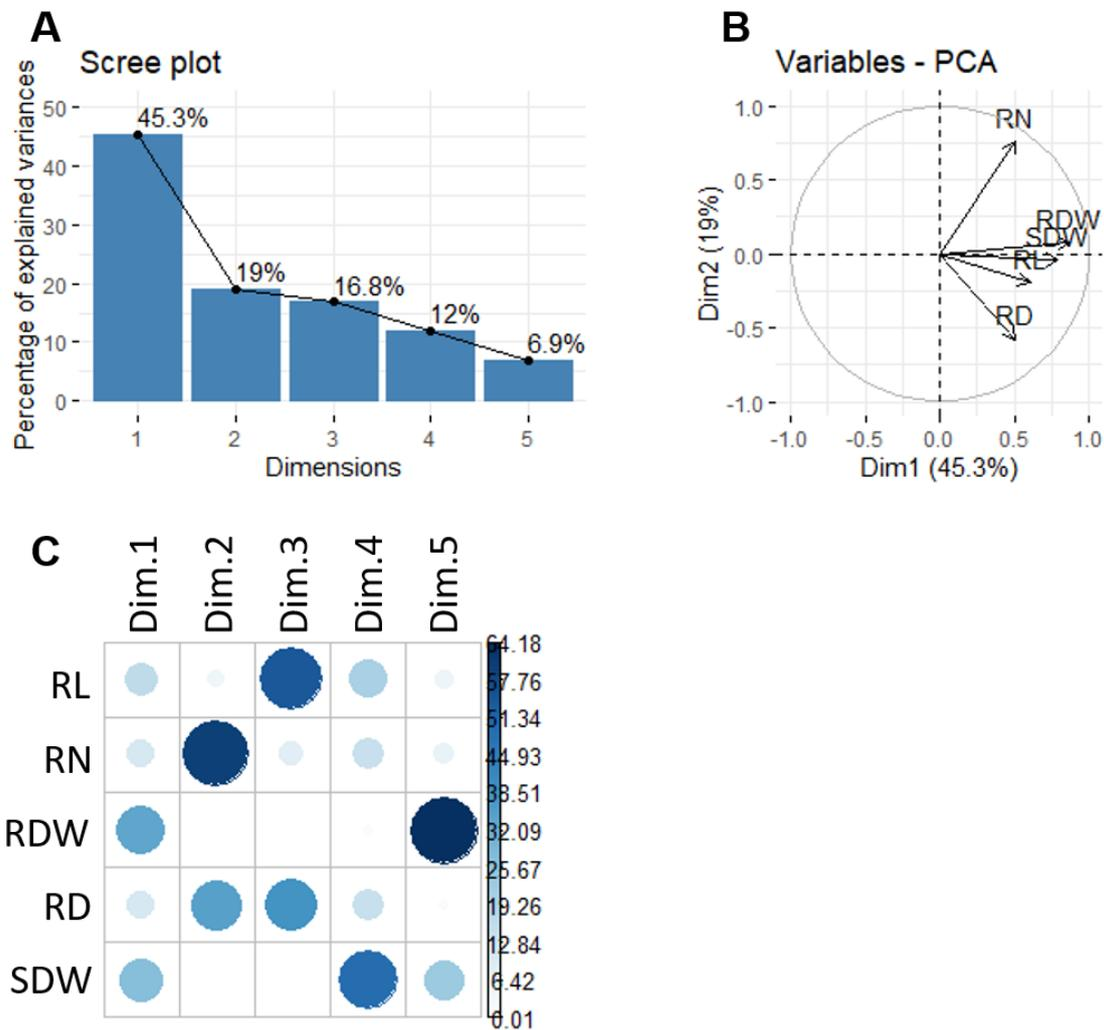 A
Scree plot
Percentage of explained variances
50
40
30
20
10
0
45.3%
19%
16.8%
12%
6.9%
1 2 3 4 5
Dimensions
B
Variables - PCA
Dim2 (19%)
1.0
0.5
0.0
-0.5
-1.0
RN
RDW
SDW
RL
RD
-1.0 -0.5 0.0 0.5 1.0
Dim1 (45.3%)
C
Dim.1 Dim.2 Dim.3 Dim.4 Dim.5
RL
RN
RDW
RD
SDW
64.18
57.76
51.34
44.93
38.51
32.09
25.67
19.26
12.84
6.42
0.01